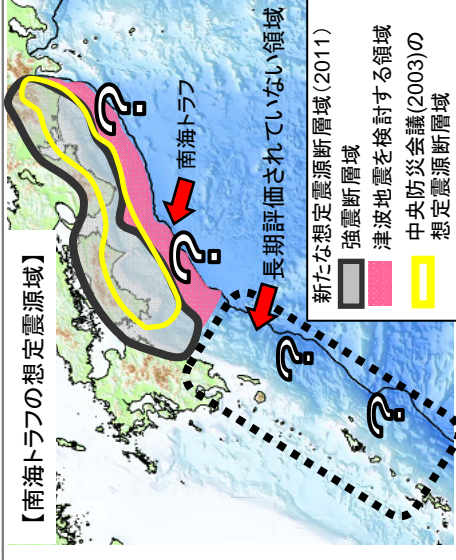 【南海トラフの想定震源域】
?
南海トラフ
?
長期評価されていない領域
?
?
新たな想定震源断層域(2011)
強震断層域
津波地震を検討する領域
中央防災会議(2003)の
想定震源断層域